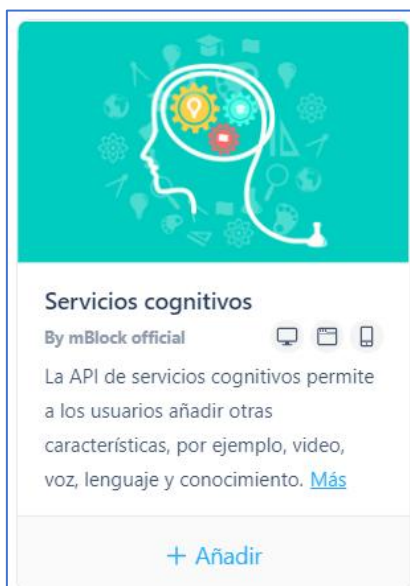 Servicios cognitivos
By mBlock official
La API de servicios cognitivos permite
a los usuarios añadir otras
características, por ejemplo, video,
voz, lenguaje y conocimiento. Más
+ Añadir